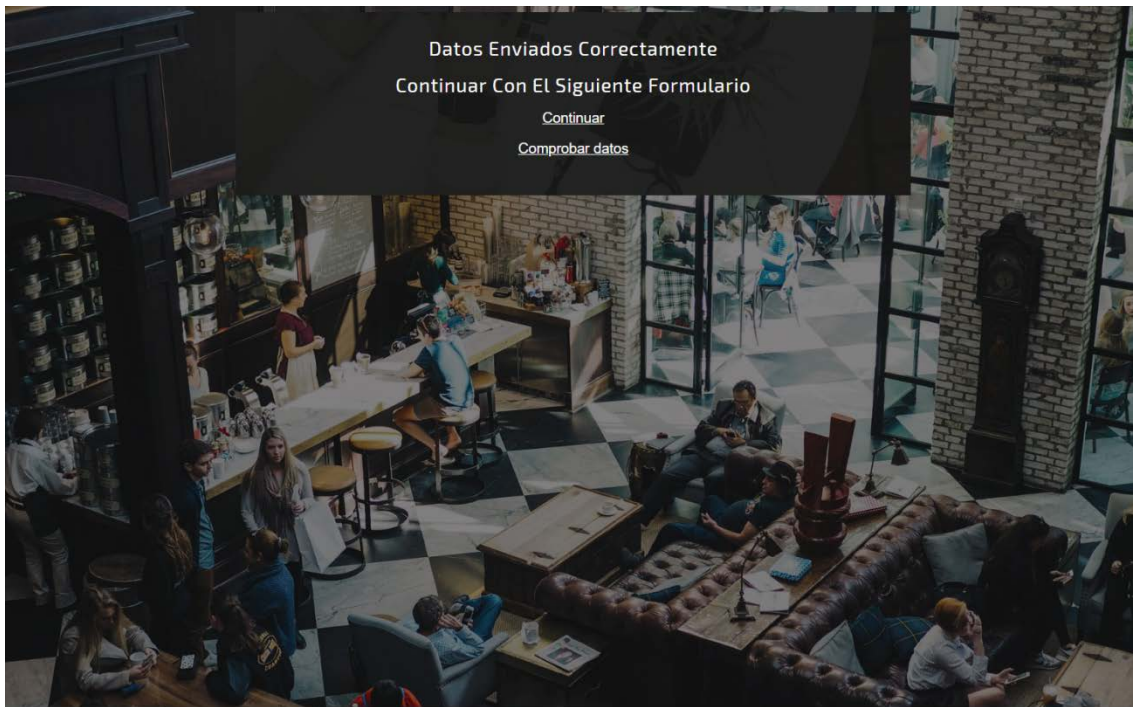 Datos Enviados Correctamente
Continuar Con El Siguiente Formulario
Continuar
Comprobar datos